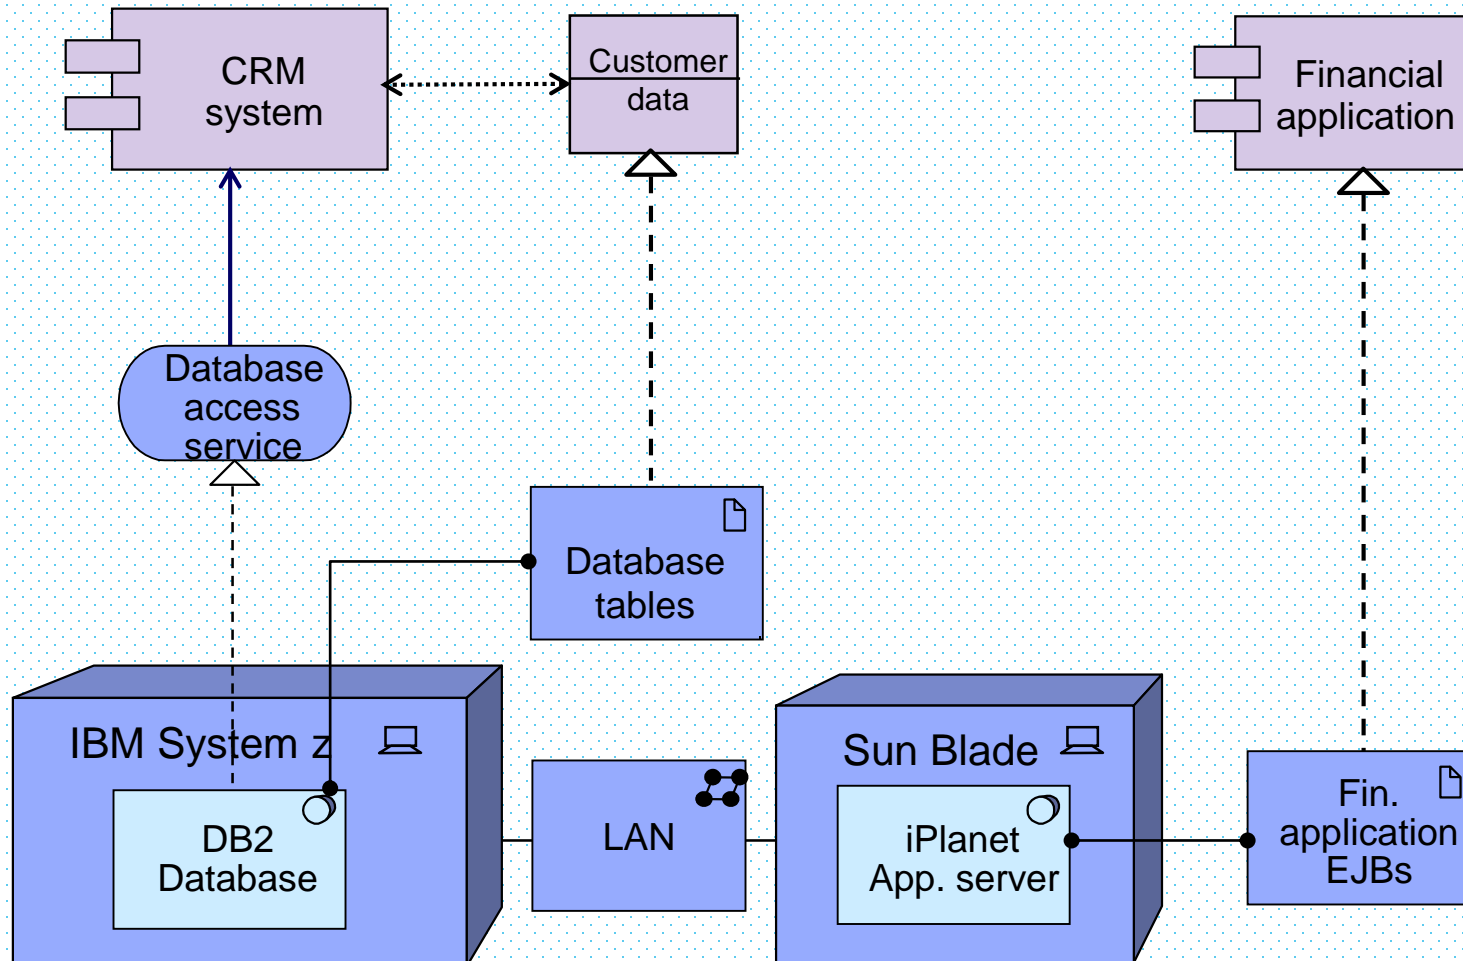 CRM
system
Customer
data
Financial
application
Database
access
service
Database
tables
IBM System z
DB2
Database
LAN
Sun Blade
iPlanet
App. server
Fin.
application
EJBs